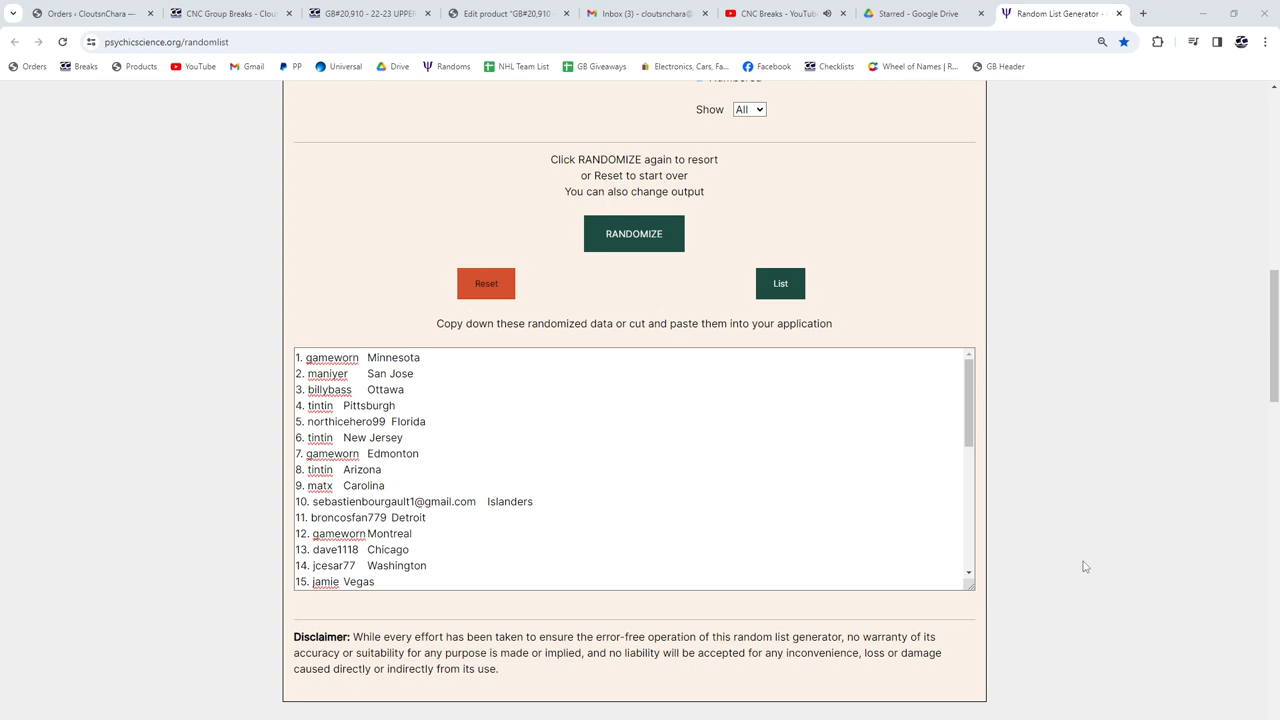 Orders ‹ CloutsnChara —
CNC Group Breaks - Clou
GB#20,910 - 22-23 UPPER
Edit product "GB#20,910
Inbox (3) - cloutsnchara@
CNC Breaks - YouTube
Starred - Google Drive
Random List Generator -
psychicscience.org/randomlist
Orders Breaks Products YouTube Gmail PP Universal Drive Randoms NHL Team List GB Giveaways Electronics, Cars, Fa... Facebook Checklists Wheel of Names | R... GB Header
Numbered
Show All
Click RANDOMIZE again to resort
or Reset to start over
You can also change output
RANDOMIZE
Reset List
Copy down these randomized data or cut and paste them into your application
1. gameworn Minnesota
2. maniyer San Jose
3. billybass Ottawa
4. tintin Pittsburgh
5. northicehero99 Florida
6. tintin New Jersey
7. gameworn Edmonton
8. tintin Arizona
9. matx Carolina
10. sebastienbourgault1@gmail.com Islanders
11. broncosfan779 Detroit
12. gameworn Montreal
13. dave1118 Chicago
14. jcesar77 Washington
15. jamie Vegas
Disclaimer: While every effort has been taken to ensure the error-free operation of this random list generator, no warranty of its
accuracy or suitability for any purpose is made or implied, and no liability will be accepted for any inconvenience, loss or damage
caused directly or indirectly from its use.